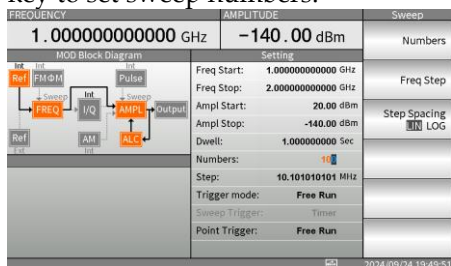 key to set sweep numbers.
FREQUENCY
AMPLITUDE
Sweep
1.000000000000 GHz
-140.00 dBm
Numbers
MOD Block Diagram
Setting
Int
Int
Int
Ref
FMΦM
Pulse
Sweep
Int
Sweep
FREQ
I/Q
AMPL
Output
Ref
AM
ALC
Ext
Int
Freq Start: 1.000000000000 GHz
Freq Stop: 2.000000000000 GHz
Ampl Start: 20.00 dBm
Ampl Stop: -140.00 dBm
Dwell: 1.000000000 Sec
Numbers: 100
Step: 10.101010101 MHz
Trigger mode: Free Run
Sweep Trigger: Timer
Point Trigger: Free Run
Freq Step
Step Spacing
LIN LOG
2024/09/24 19:49:51